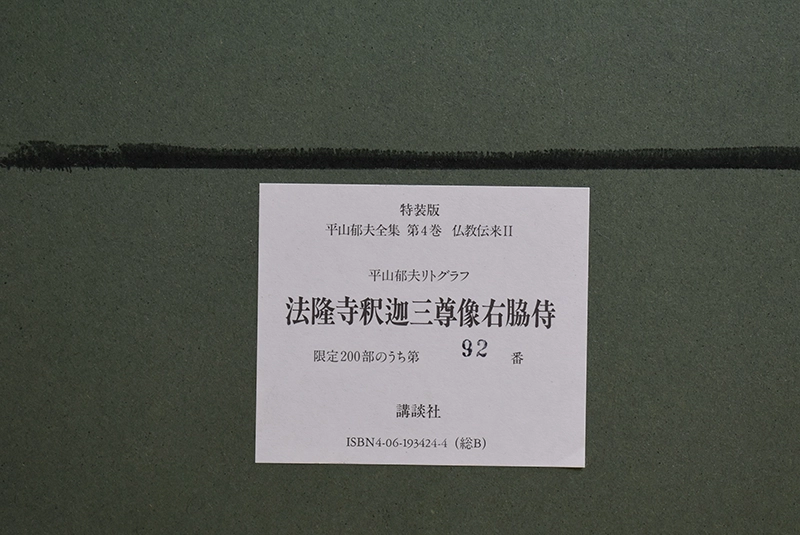 特装版
平山郁夫全集 第4巻 仏教伝来II
平山郁夫リトグラフ
法隆寺釈迦三尊像右脇侍
限定200部のうち第 92 番
講談社
ISBN4-06-193424-4 (総B)